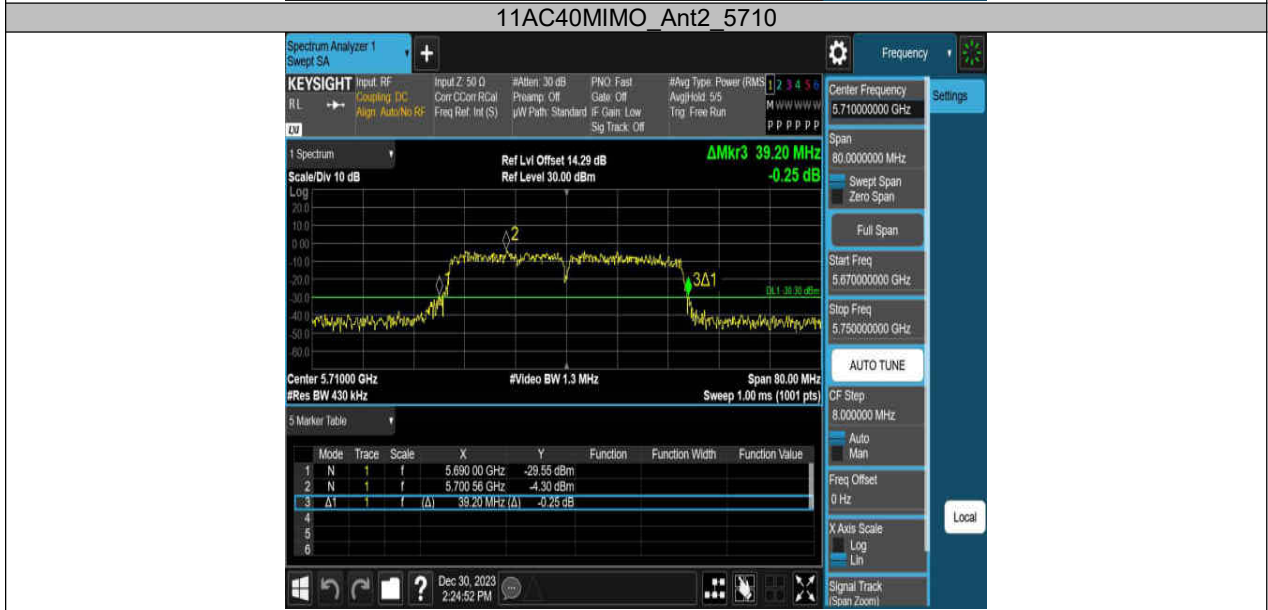 11AC40MIMO_Ant2_5710
Spectrum Analyzer 1
Swept SA
+
Frequency
KEYSIGHT
RL
LXI
Input: RF
Coupling: DC
Align: Auto/No RF
Input Z: 50 Ω
Corr CCorr RCal
Freq Ref: Int (S)
#Atten: 30 dB
Preamp: Off
µW Path: Standard
PNO: Fast
Gate: Off
IF Gain: Low
Sig Track: Off
#Avg Type: Power (RMS
Avg|Hold: 5/5
Trig: Free Run
1 2 3 4 5 6
M W W W W W
P P P P P P
Center Frequency
5.710000000 GHz
Settings
1 Spectrum
Scale/Div 10 dB
Ref Lvl Offset 14.29 dB
Ref Level 30.00 dBm
ΔMkr3 39.20 MHz
-0.25 dB
Span
80.0000000 MHz
Swept Span
Zero Span
Full Span
Start Freq
5.670000000 GHz
Stop Freq
5.750000000 GHz
AUTO TUNE
CF Step
8.000000 MHz
Auto
Man
Freq Offset
0 Hz
X Axis Scale
Log
Lin
Signal Track
(Span Zoom)
Local
Log
20.0
10.0
0.00
-10.0
-20.0
-30.0
-40.0
-50.0
-60.0
1
2
3Δ1
DL1 -30.30 dBm
Center 5.71000 GHz
#Video BW 1.3 MHz
Span 80.00 MHz
#Res BW 430 kHz
Sweep 1.00 ms (1001 pts)
5 Marker Table
Mode Trace Scale X Y Function Function Width Function Value
1 N 1 f 5.690 00 GHz -29.55 dBm
2 N 1 f 5.700 56 GHz -4.30 dBm
3 Δ1 1 f (Δ) 39.20 MHz (Δ) -0.25 dB
4
5
6
?
Dec 30, 2023
2:24:52 PM